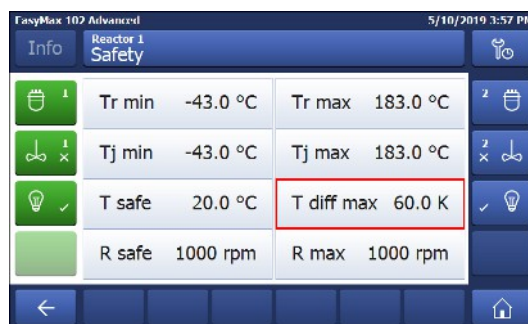 EasyMax 102 Advanced 5/10/2019 3:57 PM
Info Reactor 1
Safety
1 Tr min -43.0 °C Tr max 183.0 °C 2
1 Tj min -43.0 °C Tj max 183.0 °C 2
T safe 20.0 °C T diff max 60.0 K
R safe 1000 rpm R max 1000 rpm